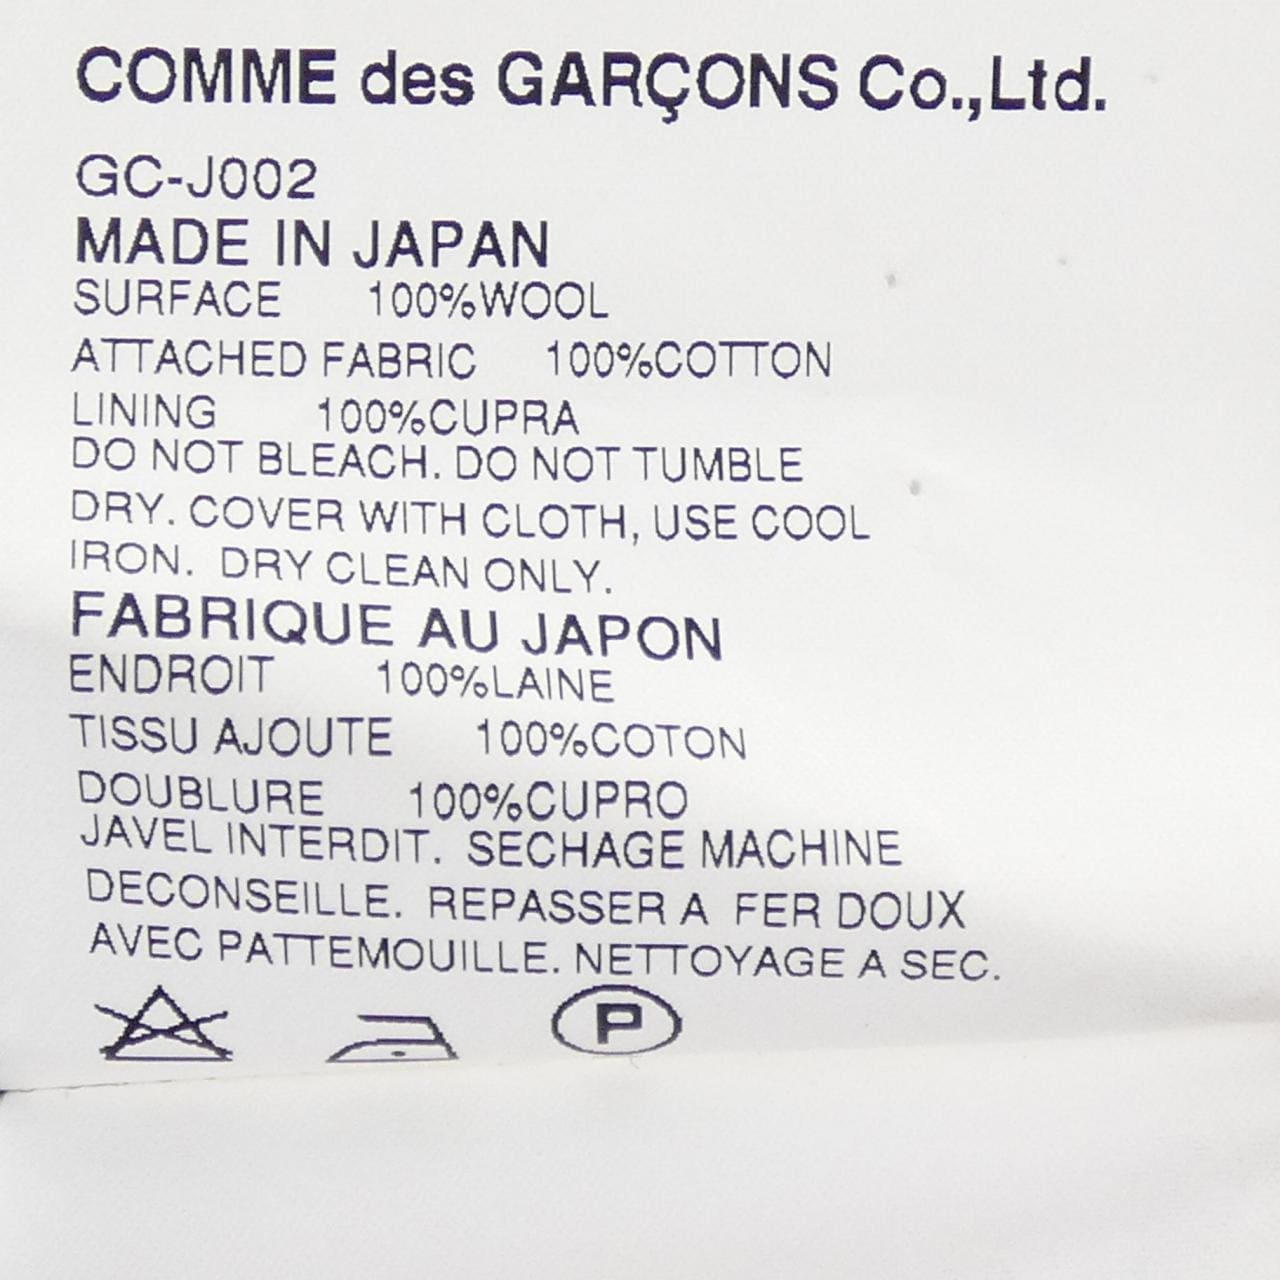 COMME des GARÇONS Co.,Ltd.
GC-J002
MADE IN JAPAN
SURFACE 100%WOOL
ATTACHED FABRIC 100%COTTON
LINING 100%CUPRA
DO NOT BLEACH. DO NOT TUMBLE
DRY. COVER WITH CLOTH, USE COOL
IRON. DRY CLEAN ONLY.
FABRIQUE AU JAPON
ENDROIT 100%LAINE
TISSU AJOUTE 100%COTON
DOUBLURE 100%CUPRO
JAVEL INTERDIT. SECHAGE MACHINE
DECONSEILLE. REPASSER A FER DOUX
AVEC PATTEMOUILLE. NETTOYAGE A SEC.
P